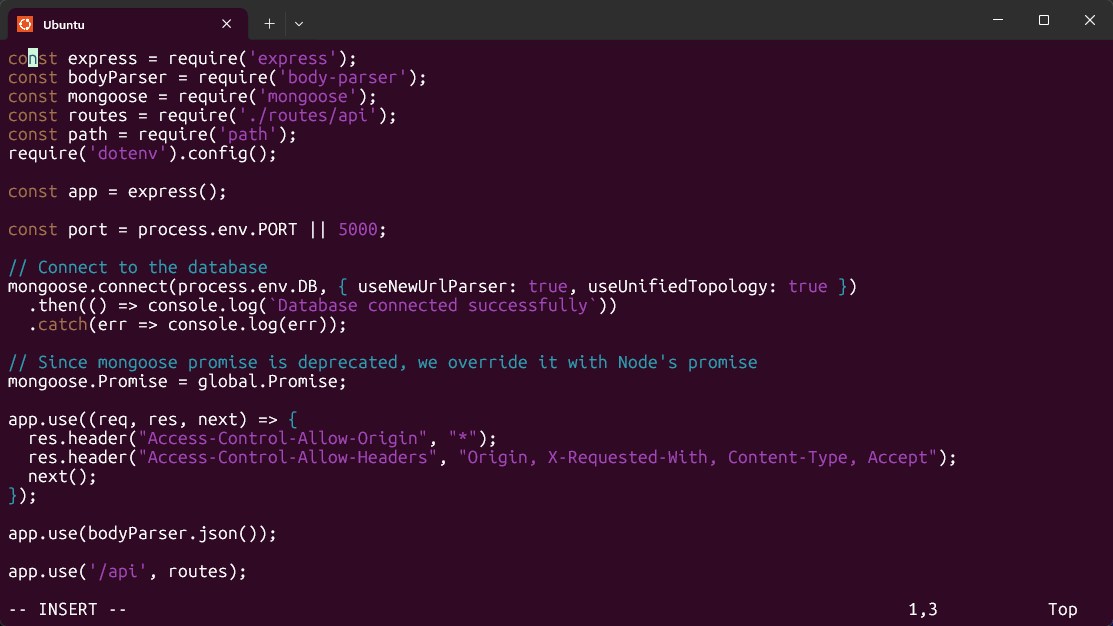 Ubuntu
const express = require('express');
const bodyParser = require('body-parser');
const mongoose = require('mongoose');
const routes = require('./routes/api');
const path = require('path');
require('dotenv').config();
const app = express();
const port = process.env.PORT || 5000;
// Connect to the database
mongoose.connect(process.env.DB, { useNewUrlParser: true, useUnifiedTopology: true })
  .then(() => console.log(`Database connected successfully`))
  .catch(err => console.log(err));
// Since mongoose promise is deprecated, we override it with Node's promise
mongoose.Promise = global.Promise;
app.use((req, res, next) => {
  res.header("Access-Control-Allow-Origin", "*");
  res.header("Access-Control-Allow-Headers", "Origin, X-Requested-With, Content-Type, Accept");
  next();
});
app.use(bodyParser.json());
app.use('/api', routes);
-- INSERT -- 1,3 Top